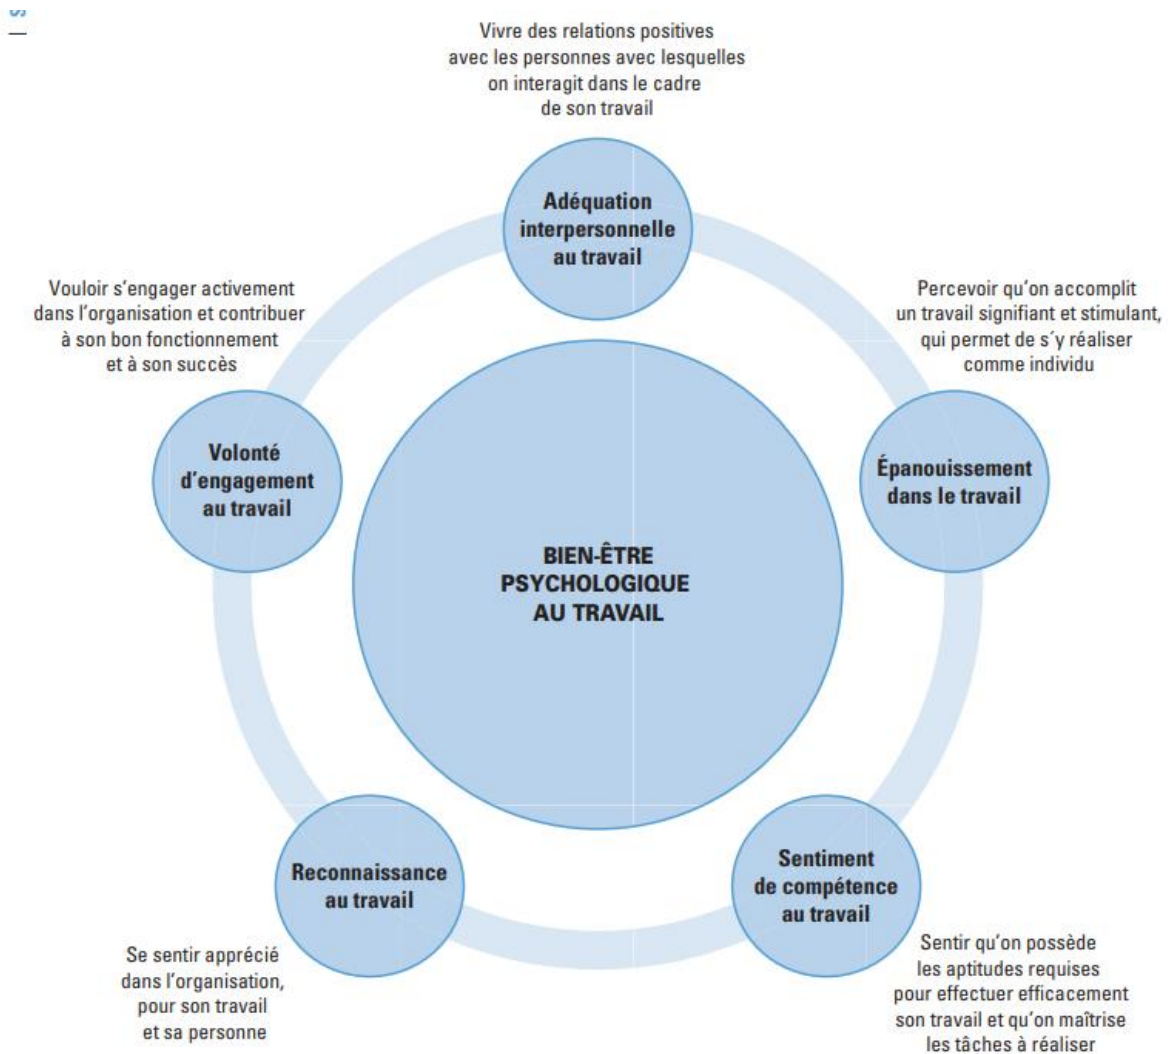 Vivre des relations positives
avec les personnes avec lesquelles
on interagit dans le cadre
de son travail
Adéquation
interpersonnelle
au travail
Vouloir s'engager activement
dans l'organisation et contribuer
à son bon fonctionnement
et à son succès
Percevoir qu'on accomplit
un travail signifiant et stimulant,
qui permet de s´y réaliser
comme individu
Volonté
d'engagement
au travail
Épanouissement
dans le travail
BIEN-ÊTRE
PSYCHOLOGIQUE
AU TRAVAIL
Reconnaissance
au travail
Sentiment
de compétence
au travail
Se sentir apprécié
dans l'organisation,
pour son travail
et sa personne
Sentir qu'on possède
les aptitudes requises
pour effectuer efficacement
son travail et qu'on maîtrise
les tâches à réaliser